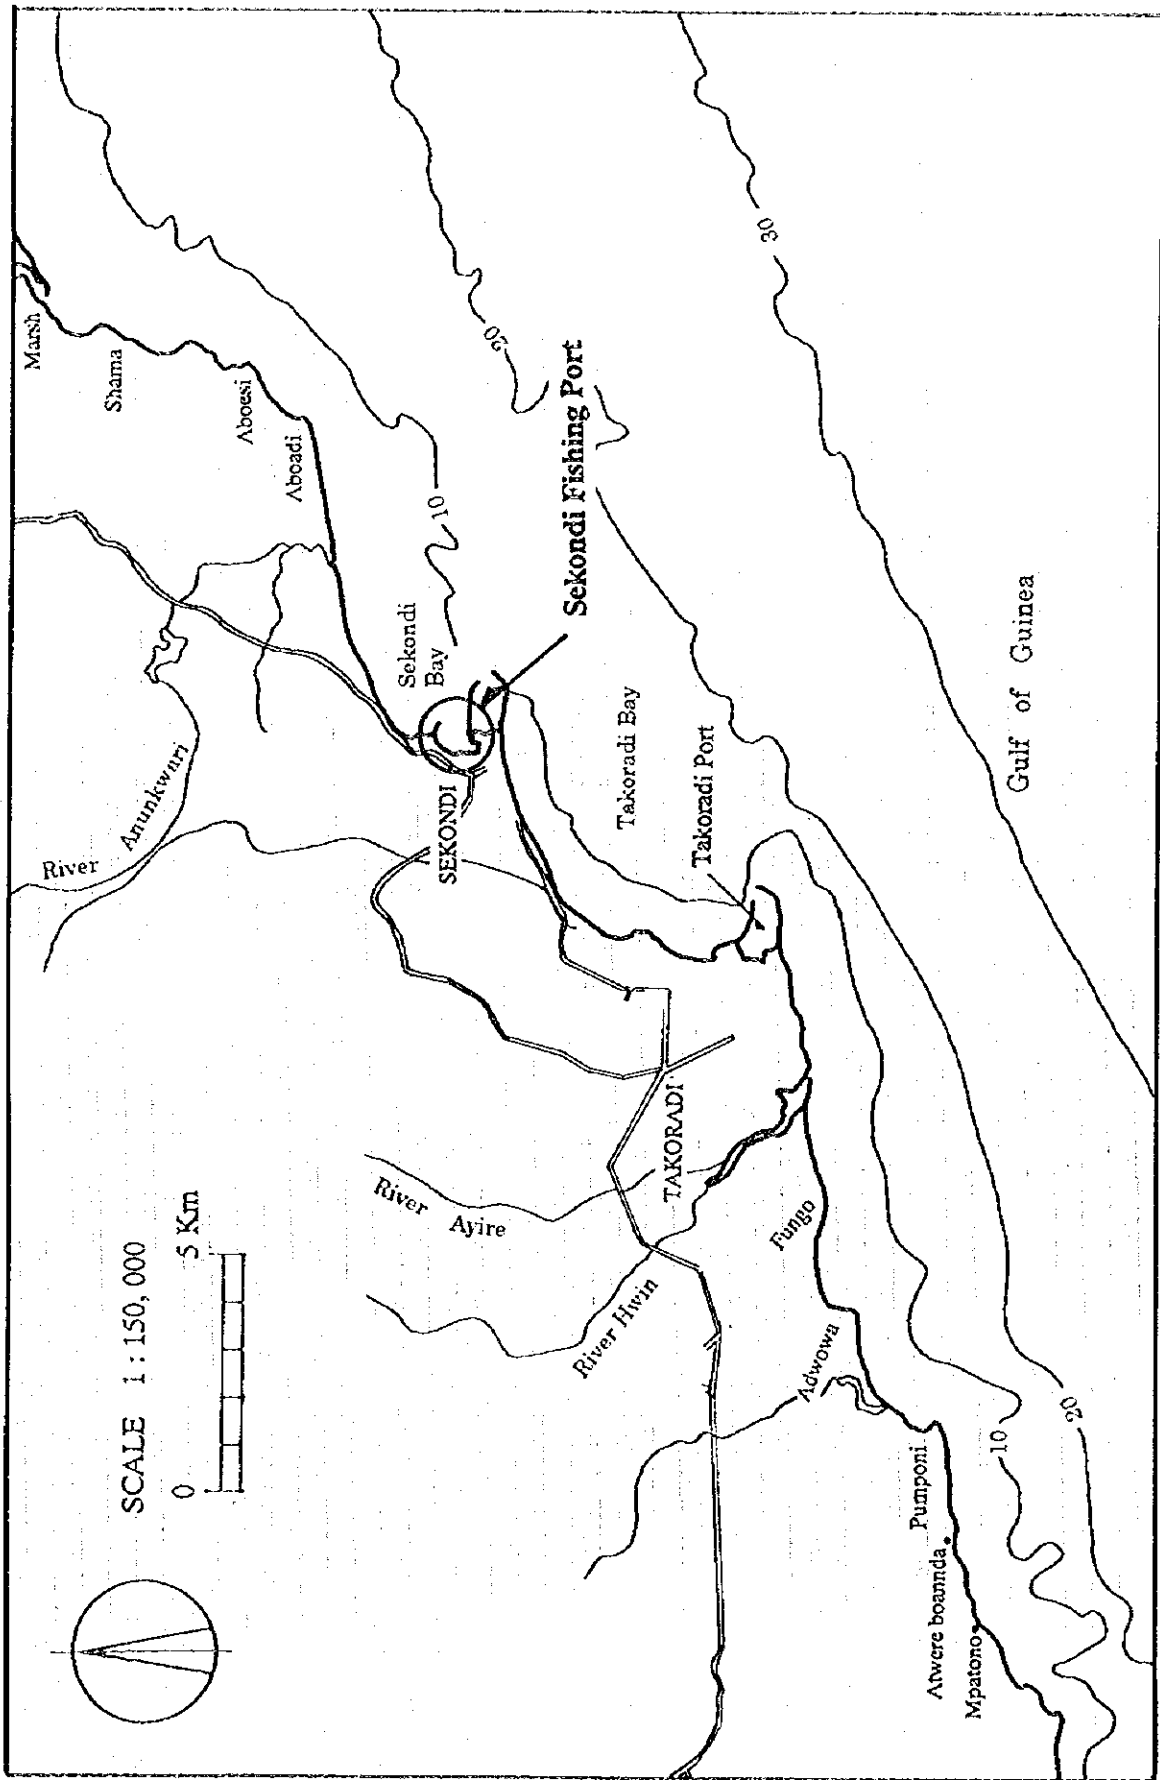 SCALE 1 : 150,000
0
5 Km
River
Anunkwuri
Marsh
Shama
Aboesi
Aboadi
10
20
30
Sekondi
Bay
SEKONDI
Sekondi Fishing Port
River
Ayire
River Hwin
TAKORADI
Takoradi Bay
Takoradi Port
Gulf of Guinea
Fungo
Adwowa
Pumponi
Atwere boannda
Mpatono
10
20